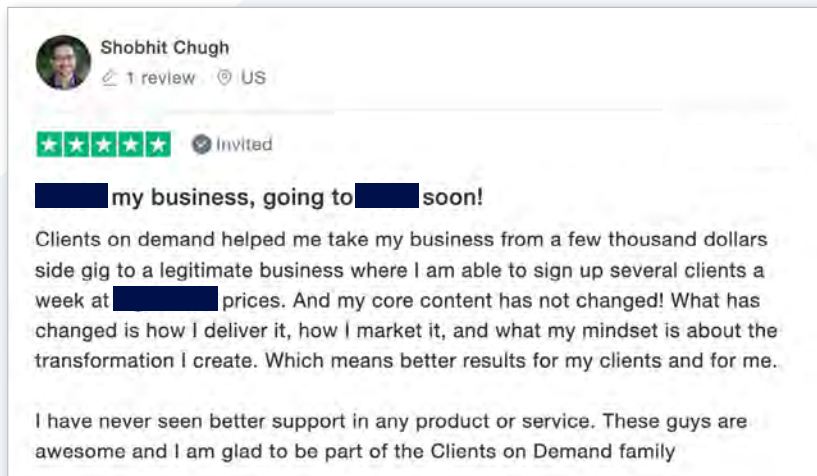 Shobhit Chugh
1 review US
Invited
my business, going to soon!
Clients on demand helped me take my business from a few thousand dollars
side gig to a legitimate business where I am able to sign up several clients a
week at prices. And my core content has not changed! What has
changed is how I deliver it, how I market it, and what my mindset is about the
transformation I create. Which means better results for my clients and for me.
I have never seen better support in any product or service. These guys are
awesome and I am glad to be part of the Clients on Demand family